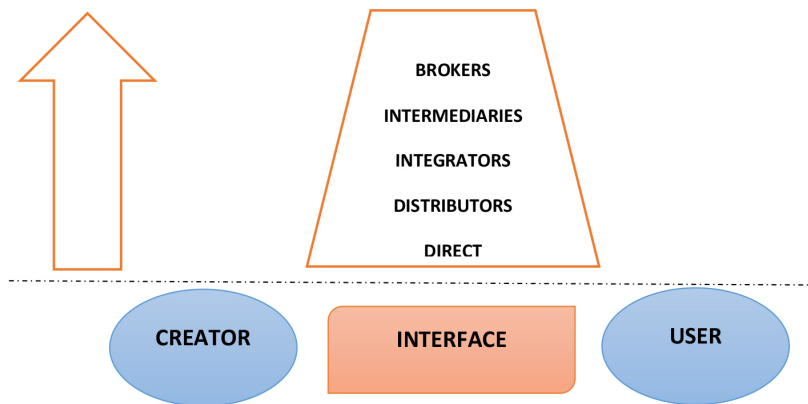 BROKERS
INTERMEDIARIES
INTEGRATORS
DISTRIBUTORS
DIRECT
CREATOR
INTERFACE
USER